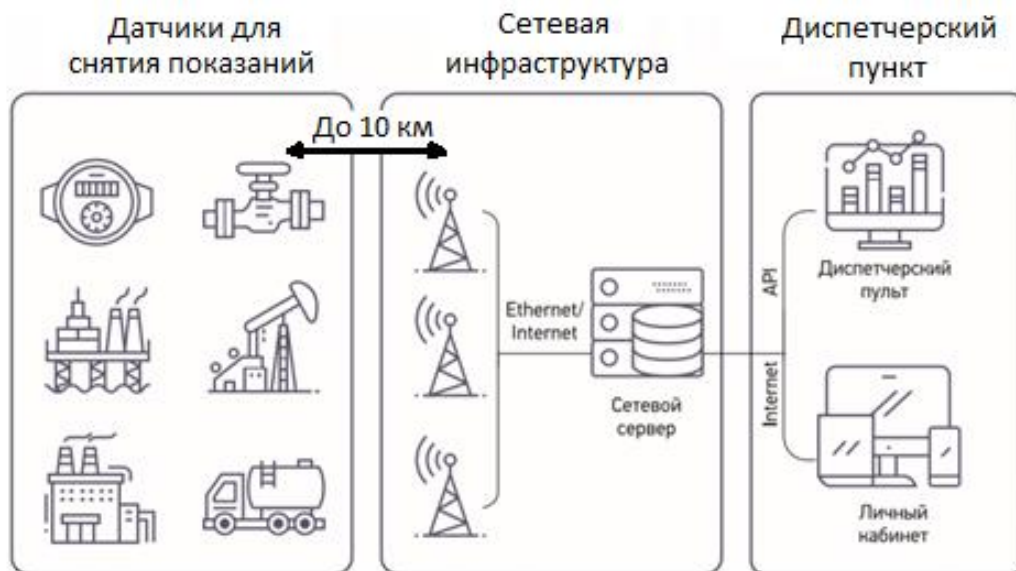 Датчики для
снятия показаний
Сетевая
инфраструктура
Диспетчерский
пункт
До 10 км
Ethernet/
Internet
Сетевой
сервер
API
Internet
Диспетчерский
пульт
Личный
кабинет